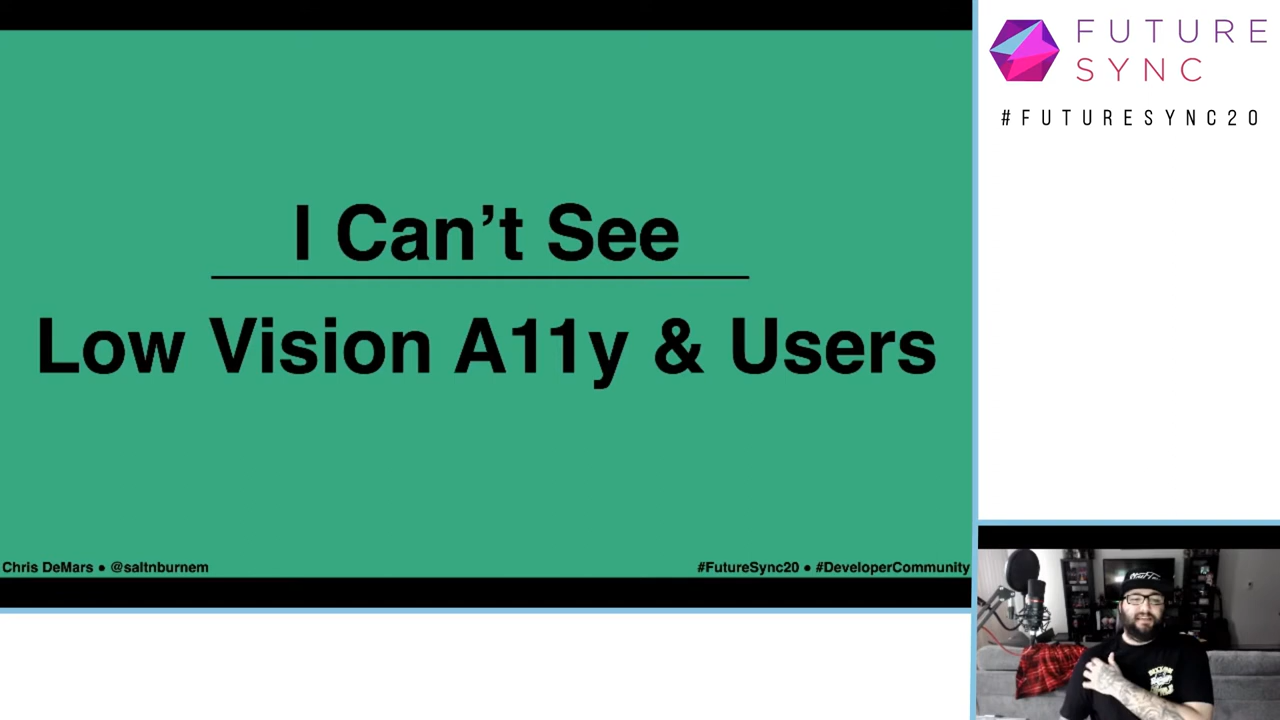 I Can’t See
Low Vision A11y & Users
Chris DeMars ● @saltnburnem
#FutureSync20 ● #DeveloperCommunity
FUTURE
SYNC
#FUTURESYNC20